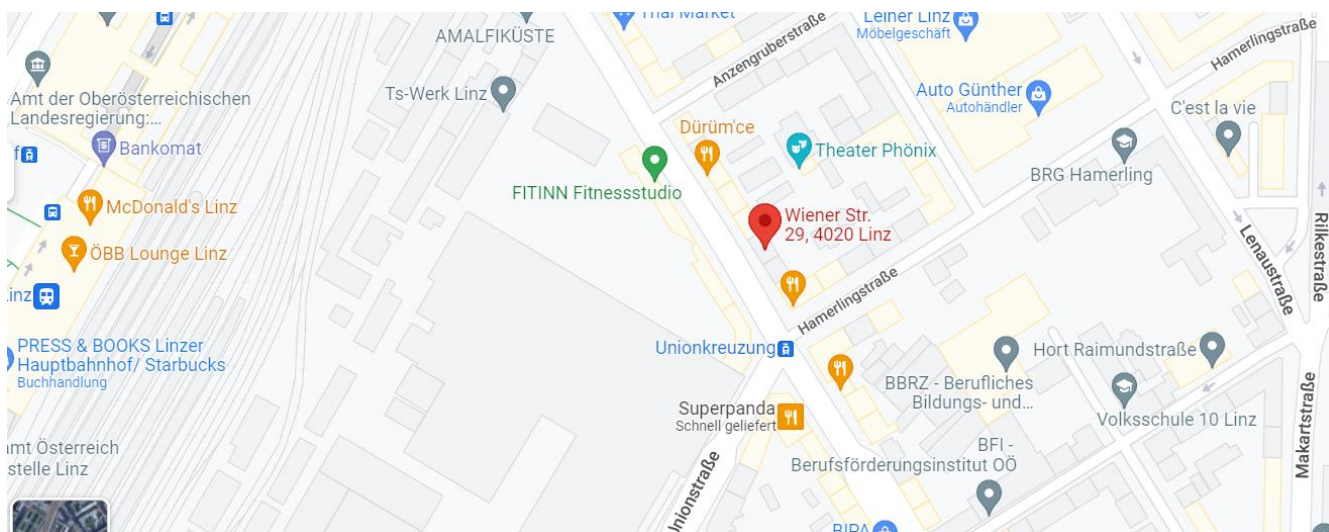 Thai Market
Leiner Linz
Möbelgeschäft
AMALFIKÜSTE
Anzengruberstraße
Hamerlingstraße
Amt der Oberösterreichischen
Landesregierung:...
Ts-Werk Linz
Auto Günther
Autohändler
C'est la vie
Bankomat
Dürüm'ce
Theater Phönix
BRG Hamerling
FITINN Fitnessstudio
McDonald's Linz
Wiener Str.
29, 4020 Linz
Rilkestraße
ÖBB Lounge Linz
Lenaustraße
Hamerlingstraße
PRESS & BOOKS Linzer
Hauptbahnhof/ Starbucks
Buchhandlung
Unionkreuzung
Hort Raimundstraße
BBRZ - Berufliches
Bildungs- und...
Superpanda
Schnell geliefert
Volksschule 10 Linz
Makartstraße
amt Österreich
stelle Linz
BFI -
Berufsförderungsinstitut OÖ
Unionstraße
BIPA